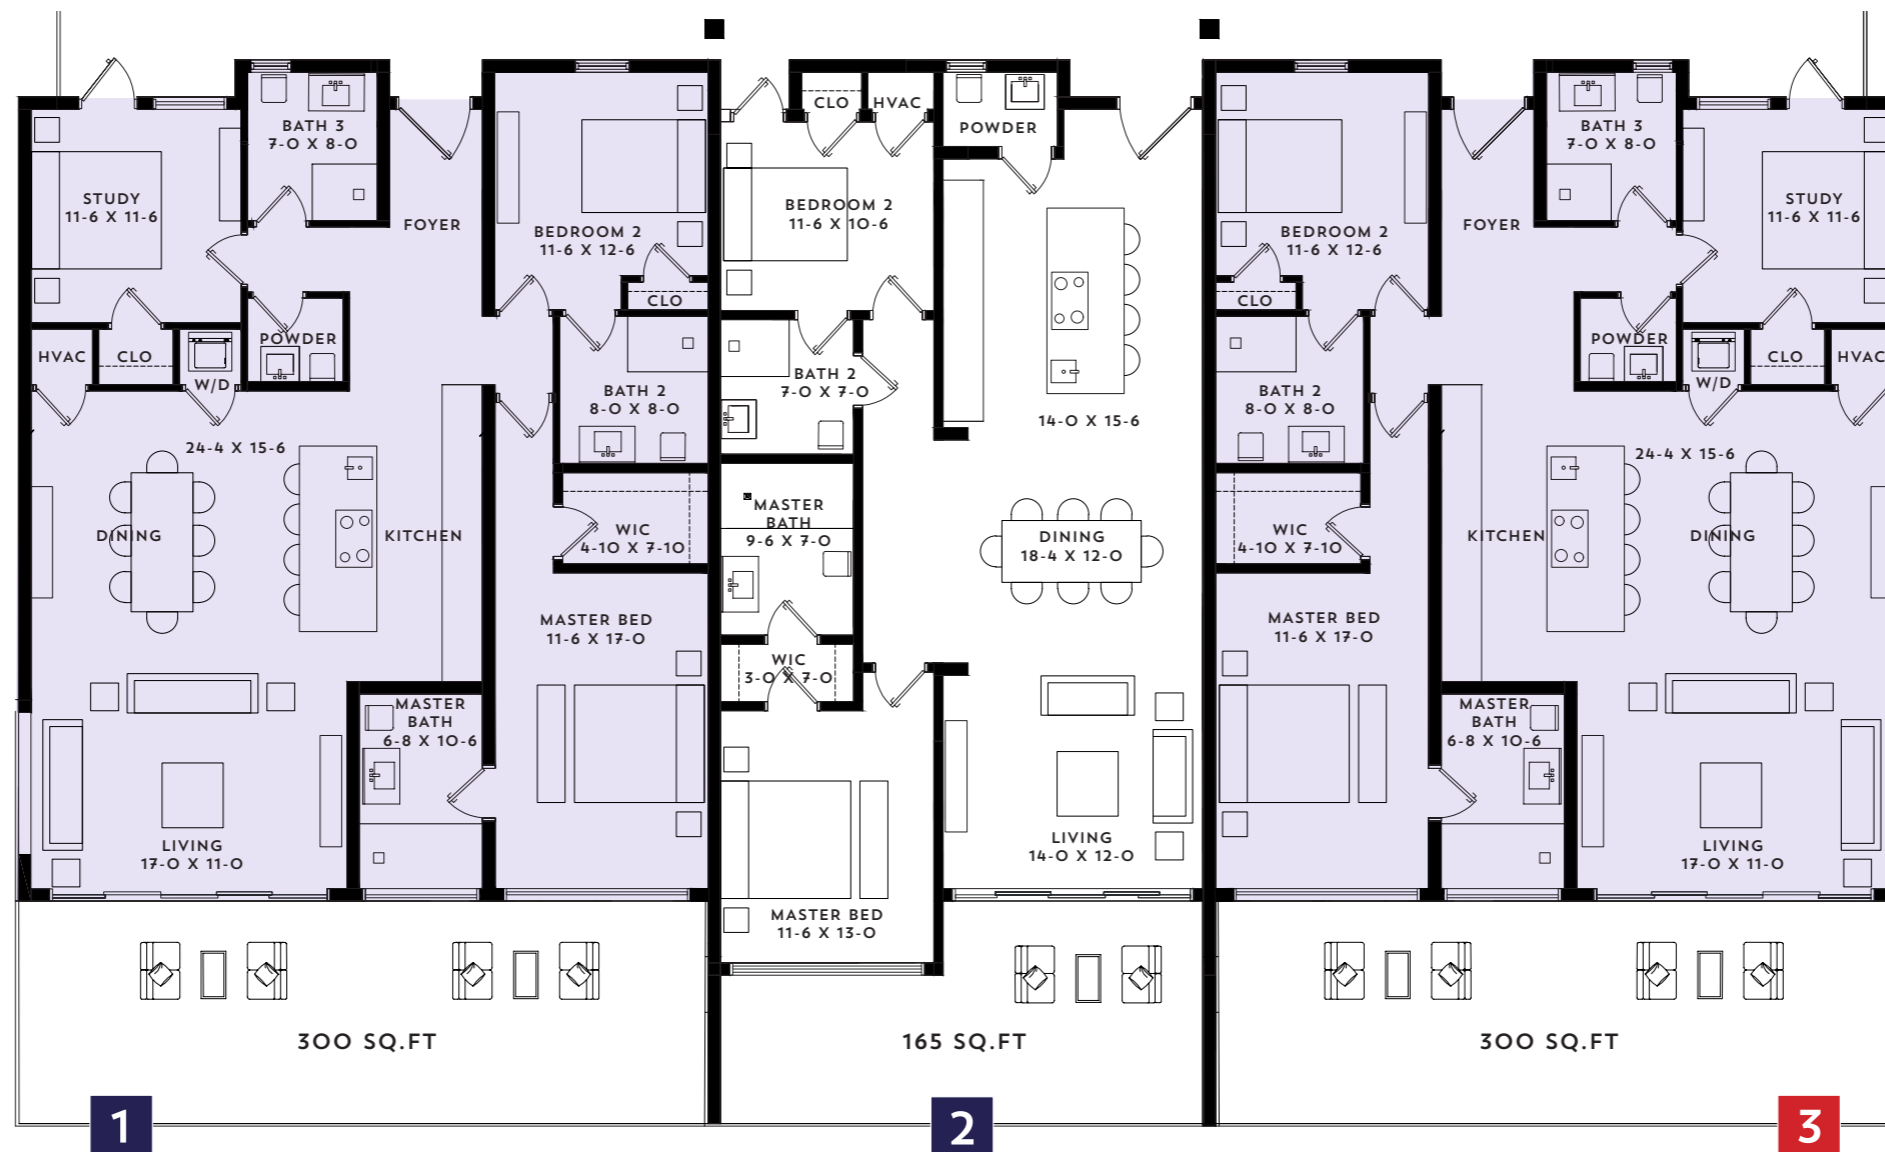 BATH 3
7-0 X 8-0
STUDY
11-6 X 11-6
FOYER
BEDROOM 2
11-6 X 12-6
CLO
POWDER
HVAC
CLO
W/D
BATH 2
8-0 X 8-0
24-4 X 15-6
DINING
KITCHEN
WIC
4-10 X 7-10
MASTER BED
11-6 X 17-0
MASTER
BATH
6-8 X 10-6
LIVING
17-0 X 11-0
300 SQ.FT
1
CLO
HVAC
POWDER
BEDROOM 2
11-6 X 10-6
BATH 2
7-0 X 7-0
14-0 X 15-6
MASTER
BATH
9-6 X 7-0
DINING
18-4 X 12-0
WIC
3-0 X 7-0
LIVING
14-0 X 12-0
MASTER BED
11-6 X 13-0
165 SQ.FT
2
BATH 3
7-0 X 8-0
STUDY
11-6 X 11-6
FOYER
BEDROOM 2
11-6 X 12-6
CLO
POWDER
W/D
CLO
HVAC
BATH 2
8-0 X 8-0
24-4 X 15-6
KITCHEN
DINING
WIC
4-10 X 7-10
MASTER BED
11-6 X 17-0
MASTER
BATH
6-8 X 10-6
LIVING
17-0 X 11-0
300 SQ.FT
3